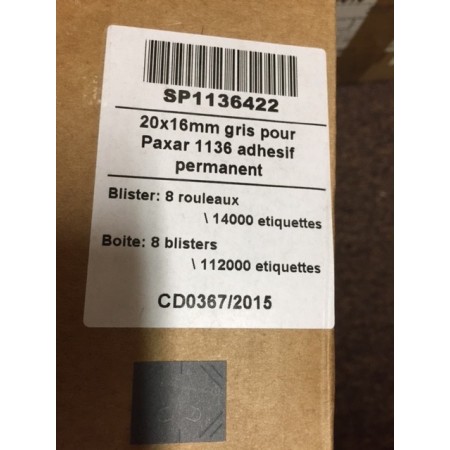 SP1136422
20x16mm gris pour
Paxar 1136 adhesif
permanent
Blister: 8 rouleaux
\ 14000 etiquettes
Boite: 8 blisters
\ 112000 etiquettes
CD0367/2015